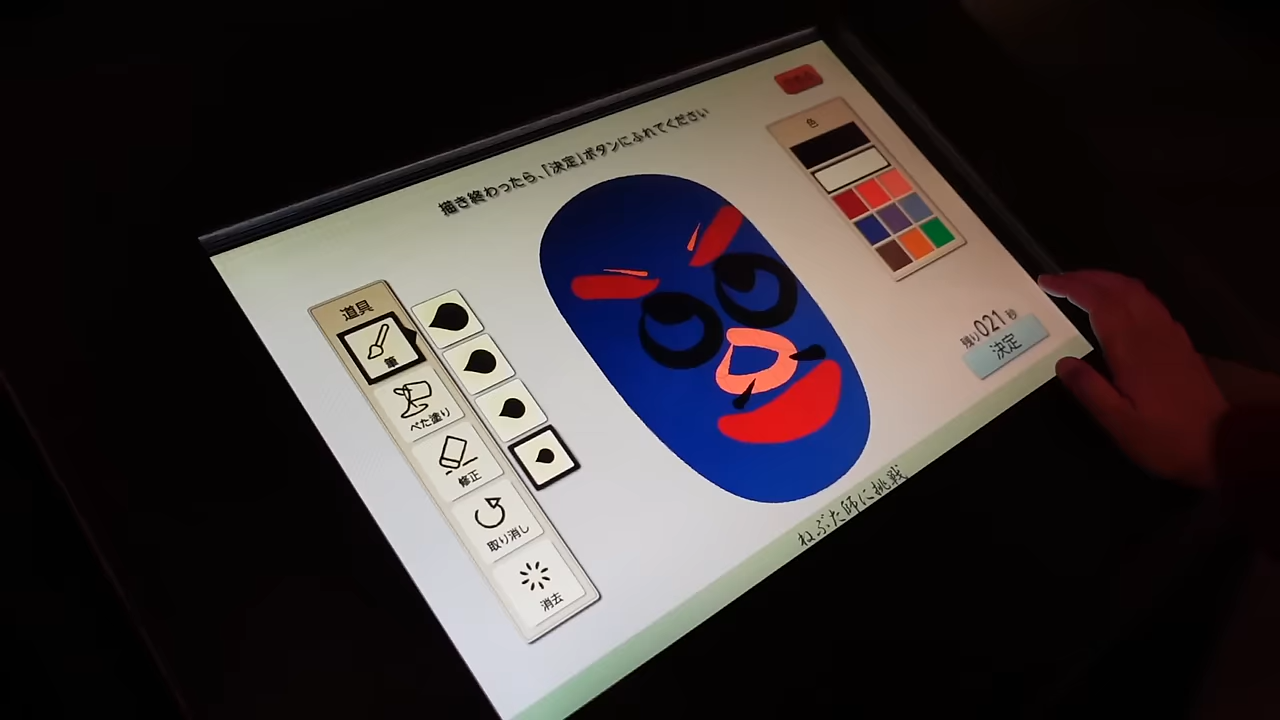 描き終わったら、「決定」ボタンにふれてください
色
道具
筆
べた塗り
修正
取り消し
消去
残り021秒
決定
ねぶた師に挑戦